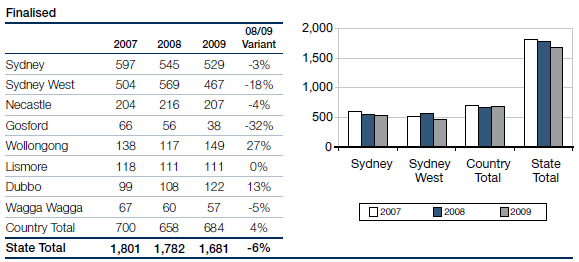 Finalised
2007 2008 2009 08/09 Variant
Sydney 597 545 529 -3%
Sydney West 504 569 467 -18%
Necastle 204 216 207 -4%
Gosford 66 56 38 -32%
Wollongong 138 117 149 27%
Lismore 118 111 111 0%
Dubbo 99 108 122 13%
Wagga Wagga 67 60 57 -5%
Country Total 700 658 684 4%
State Total 1,801 1,782 1,681 -6%
2,000
1,500
1,000
500
0
Sydney Sydney Country State
West Total Total
2007 2008 2009